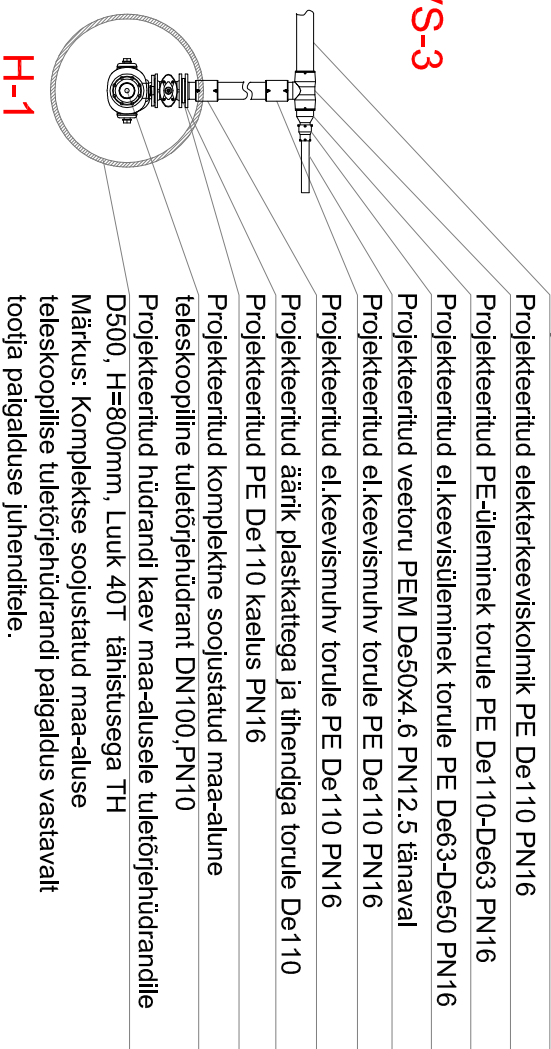 VS-3
H-1
Projekteeritud elekterkeeviskolmik PE De110 PN16
Projekteeritud PE-üleminek torule PE De110-De63 PN16
Projekteeritud el.keevisüleminek torule PE De63-De50 PN16
Projekteeritud veetoru PEM De50x4.6 PN12.5 tänaval
Projekteeritud el.keevismuhv torule PE De110 PN16
Projekteeritud el.keevismuhv torule PE De110 PN16
Projekteeritud äärik plastkattega ja tihendiga torule De110
Projekteeritud PE De110 kaelus PN16
Projekteeritud komplektne soojustatud maa-alune
teleskoopiline tuletõrjehüdrant DN100,PN10
Projekteeritud hüdrandi kaev maa-alusele tuletõrjehüdrandile
D500, H=800mm, Luuk 40T tähistusega TH
Märkus: Komplektse soojustatud maa-aluse
teleskoopilise tuletõrjehüdrandi paigaldus vastavalt
tootja paigalduse juhenditele.